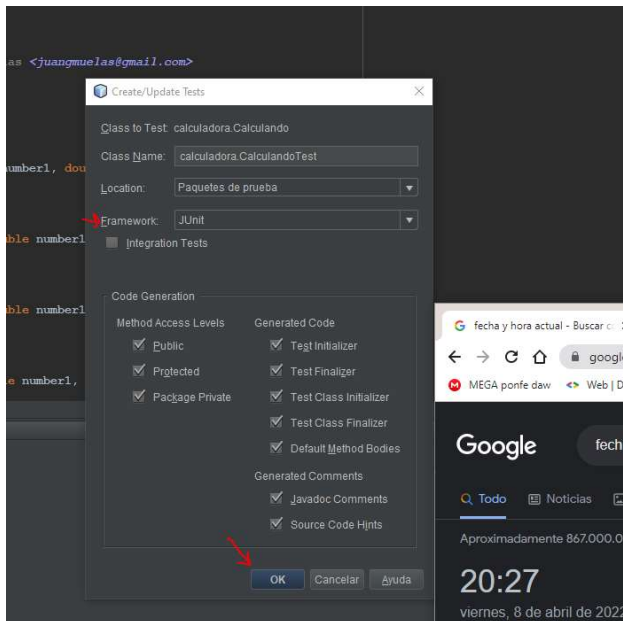 as <juangmuelas@gmail.com>
Create/Update Tests
Class to Test: calculadora.Calculando
number1, dou
Class Name: calculadora.CalculandoTest
Location: Paquetes de prueba
Framework: JUnit
ble number1
Integration Tests
Code Generation
ble number1
Method Access Levels Generated Code
Public Test Initializer
Protected Test Finalizer
e number1,
Package Private Test Class Initializer
Test Class Finalizer
Default Method Bodies
Generated Comments
Javadoc Comments
Source Code Hints
OK Cancelar Ayuda
fecha y hora actual - Buscar c
googl
MEGA ponfe daw Web | D
Google fech
Todo Noticias
Aproximadamente 867.000.0
20:27
viernes, 8 de abril de 2022